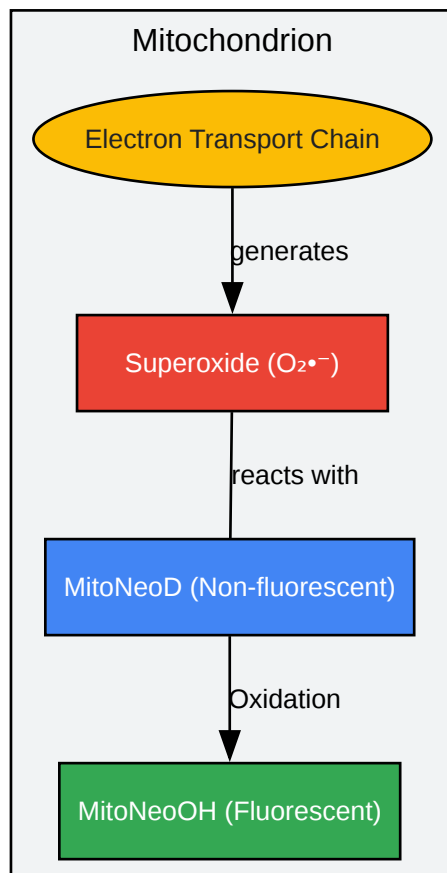 Mitochondrion
Electron Transport Chain
generates
Superoxide (O₂•⁻)
reacts with
MitoNeoD (Non-fluorescent)
Oxidation
MitoNeoOH (Fluorescent)